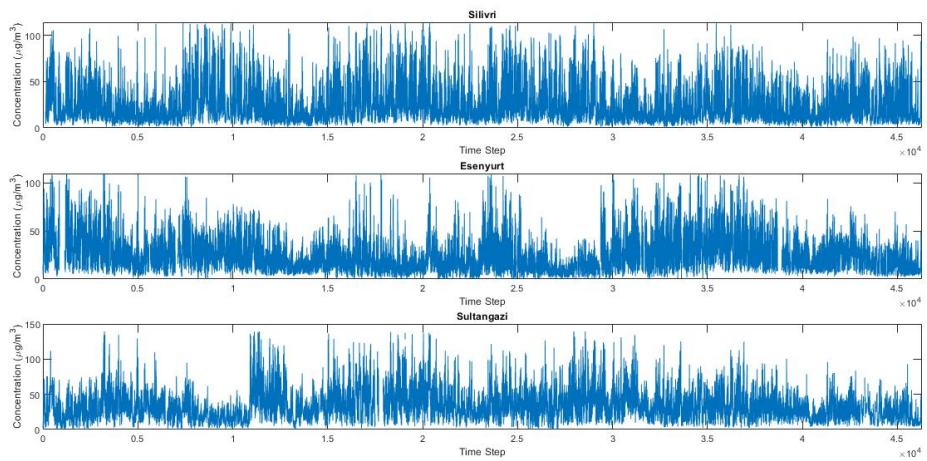 Silivri
Concentration (μg/m³)
100
50
0
0 0.5 1 1.5 2 2.5 3 3.5 4 4.5
Time Step
×10⁴
Esenyurt
Concentration (μg/m³)
100
50
0
0 0.5 1 1.5 2 2.5 3 3.5 4 4.5
Time Step
×10⁴
Sultangazi
Concentration (μg/m³)
150
100
50
0
0 0.5 1 1.5 2 2.5 3 3.5 4 4.5
Time Step
×10⁴